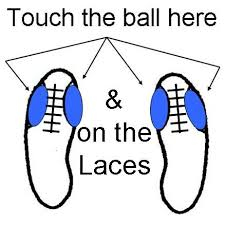 Touch the ball here
&
on the
Laces